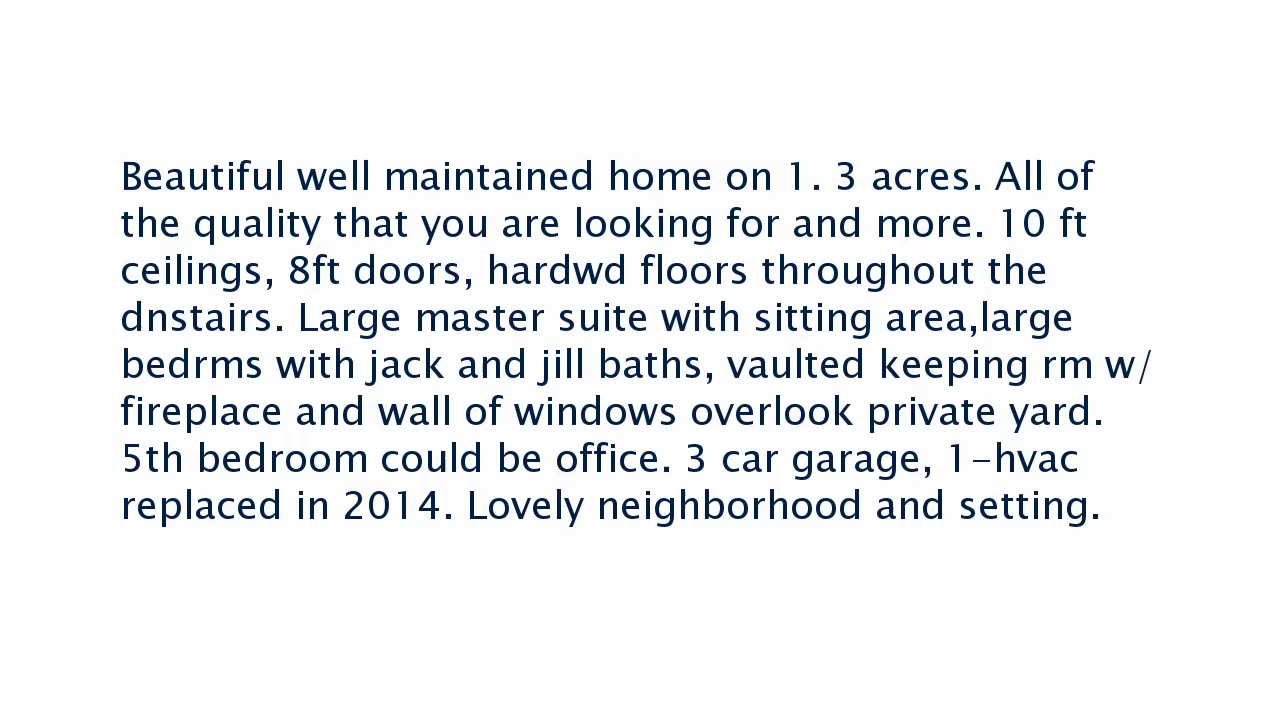 Beautiful well maintained home on 1. 3 acres. All of
the quality that you are looking for and more. 10 ft
ceilings, 8ft doors, hardwd floors throughout the
dnstairs. Large master suite with sitting area,large
bedrms with jack and jill baths, vaulted keeping rm w/
fireplace and wall of windows overlook private yard.
5th bedroom could be office. 3 car garage, 1-hvac
replaced in 2014. Lovely neighborhood and setting.